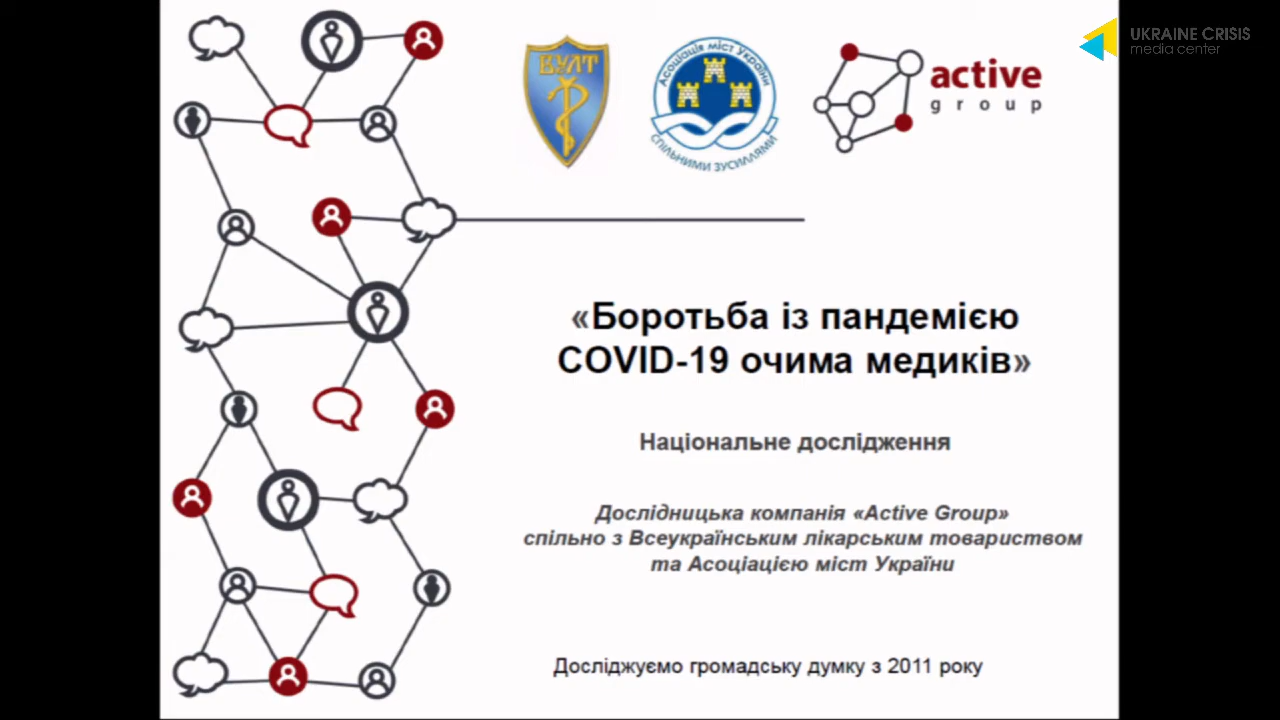 ВУЛТ
Асоціація міст України
СПІЛЬНИМИ ЗУСИЛЛЯМИ
active
group
UKRAINE CRISIS
media center
«Боротьба із пандемією
COVID-19 очима медиків»
Національне дослідження
Дослідницька компанія «Active Group»
спільно з Всеукраїнським лікарським товариством
та Асоціацією міст України
Досліджуємо громадську думку з 2011 року